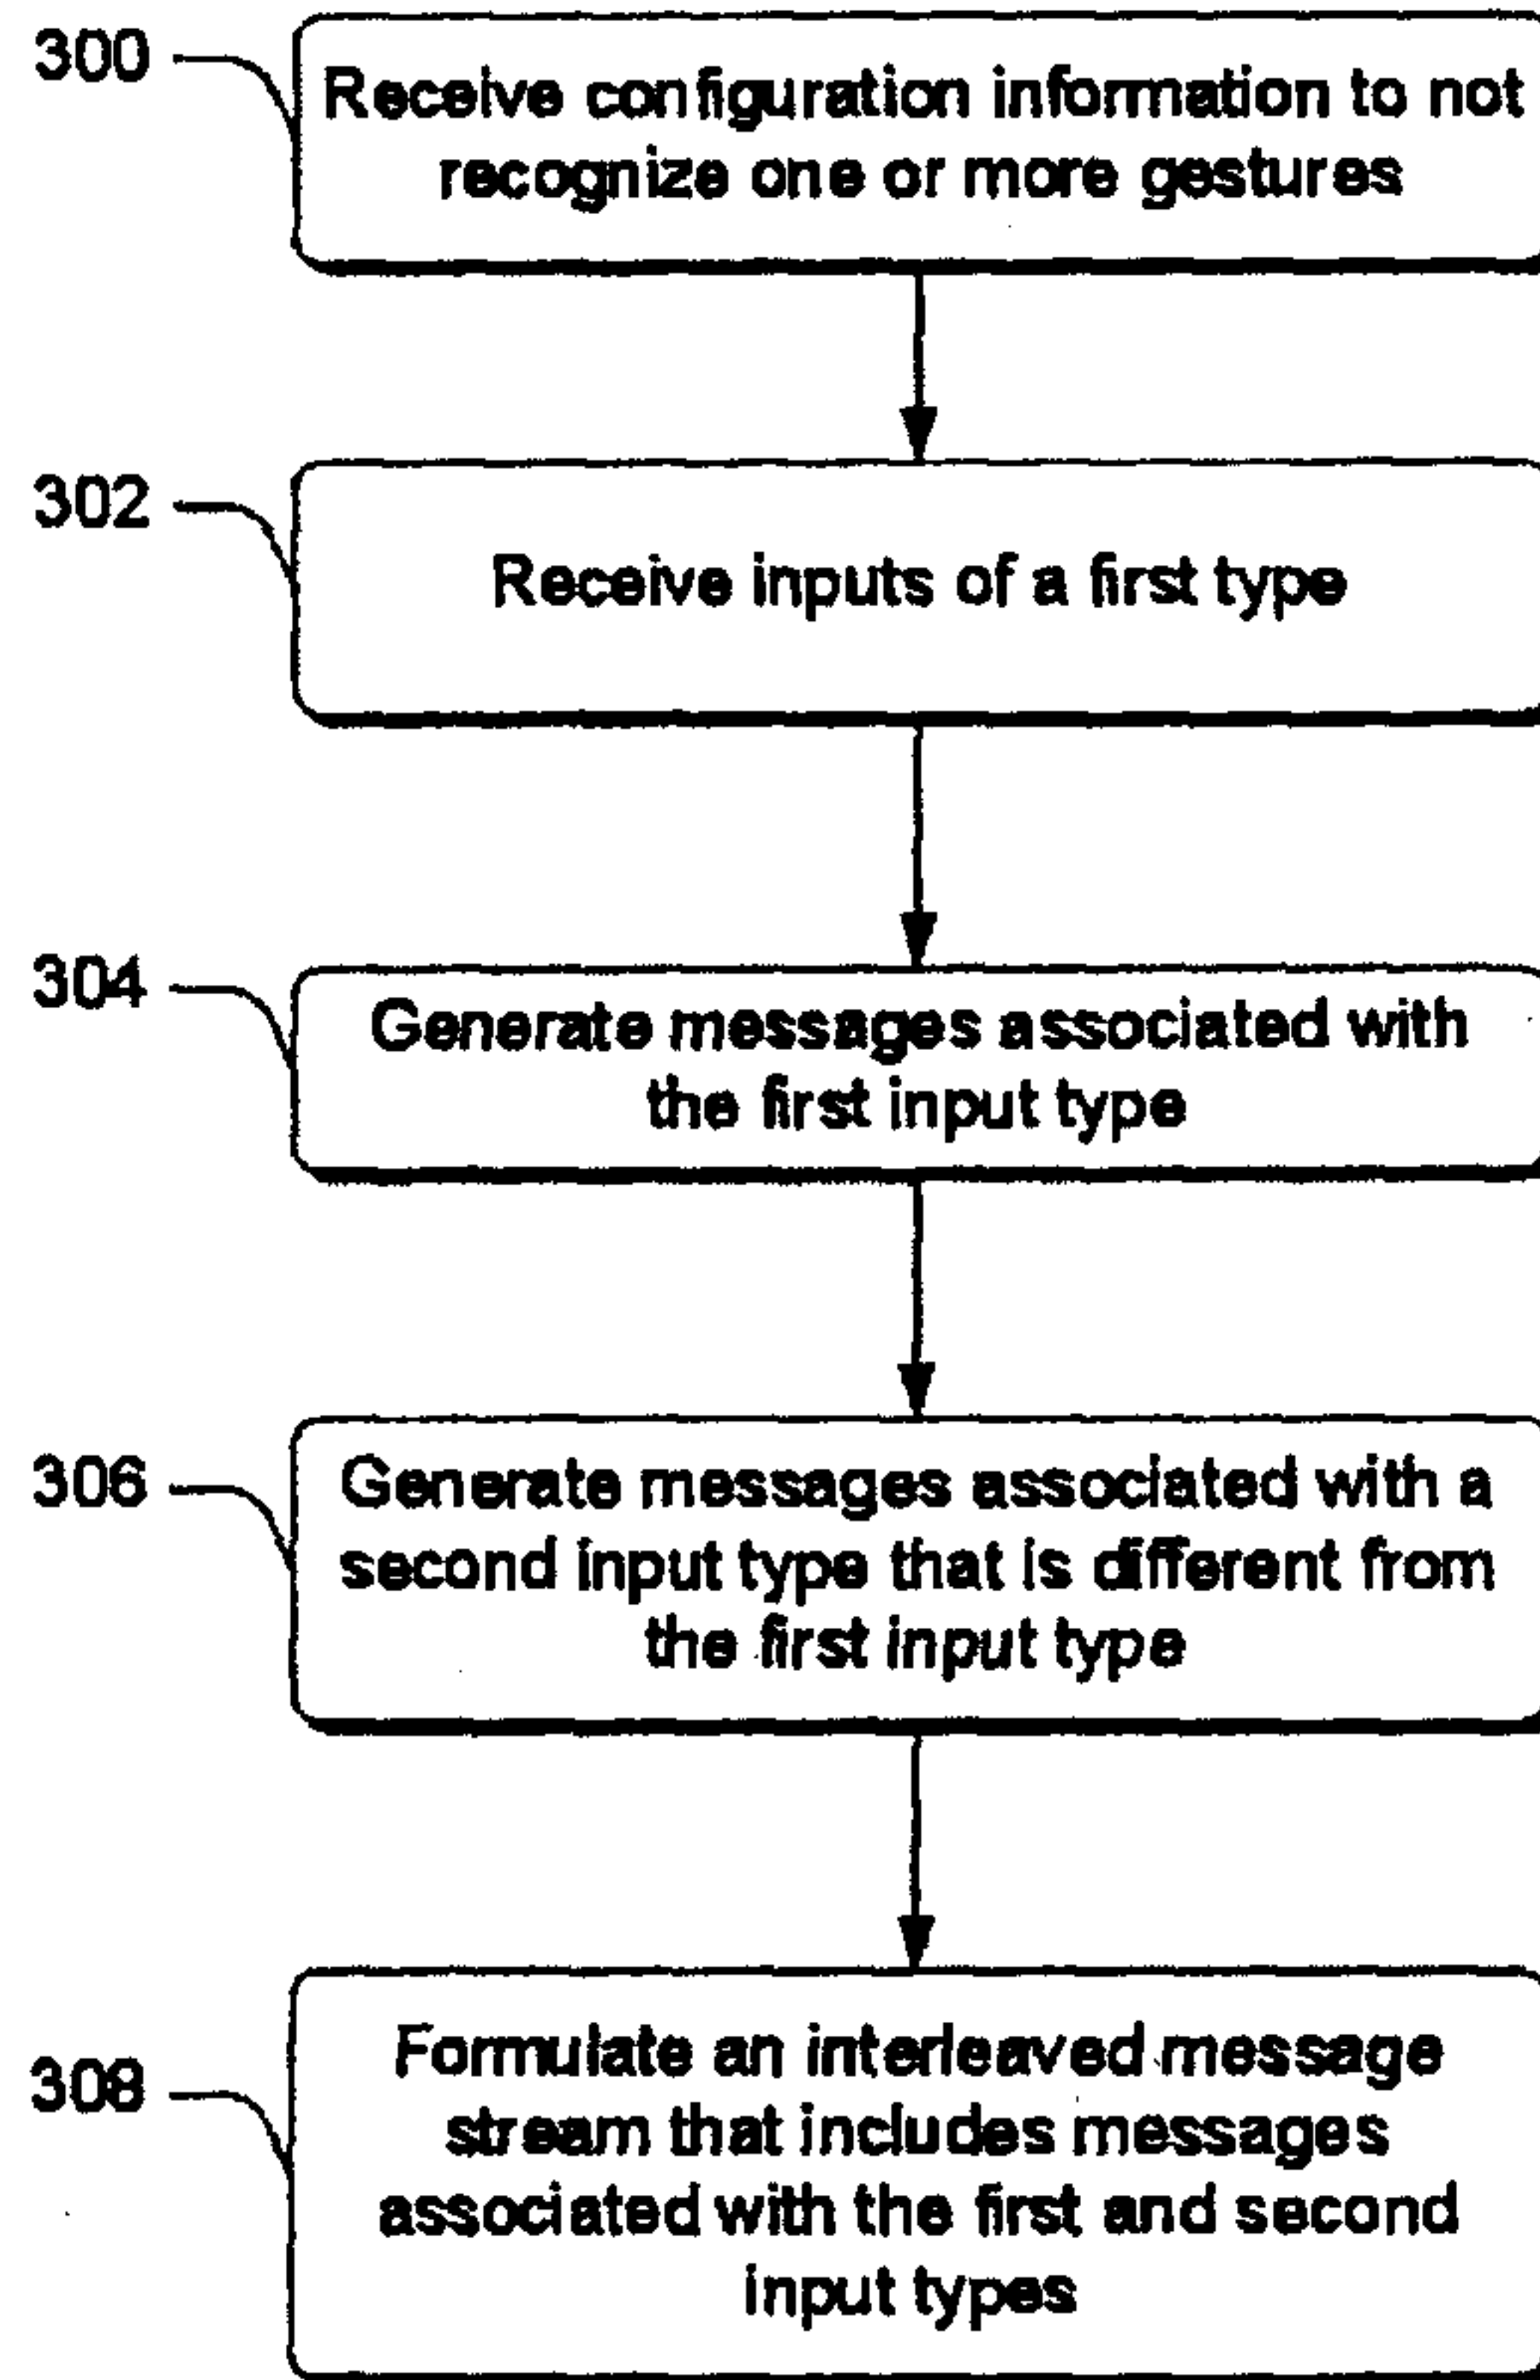 300
Receive configuration information to not
recognize one or more gestures
302
Receive inputs of a first type
304
Generate messages associated with
the first input type
306
Generate messages associated with a
second input type that is different from
the first input type
308
Formulate an interleaved message
stream that includes messages
associated with the first and second
input types